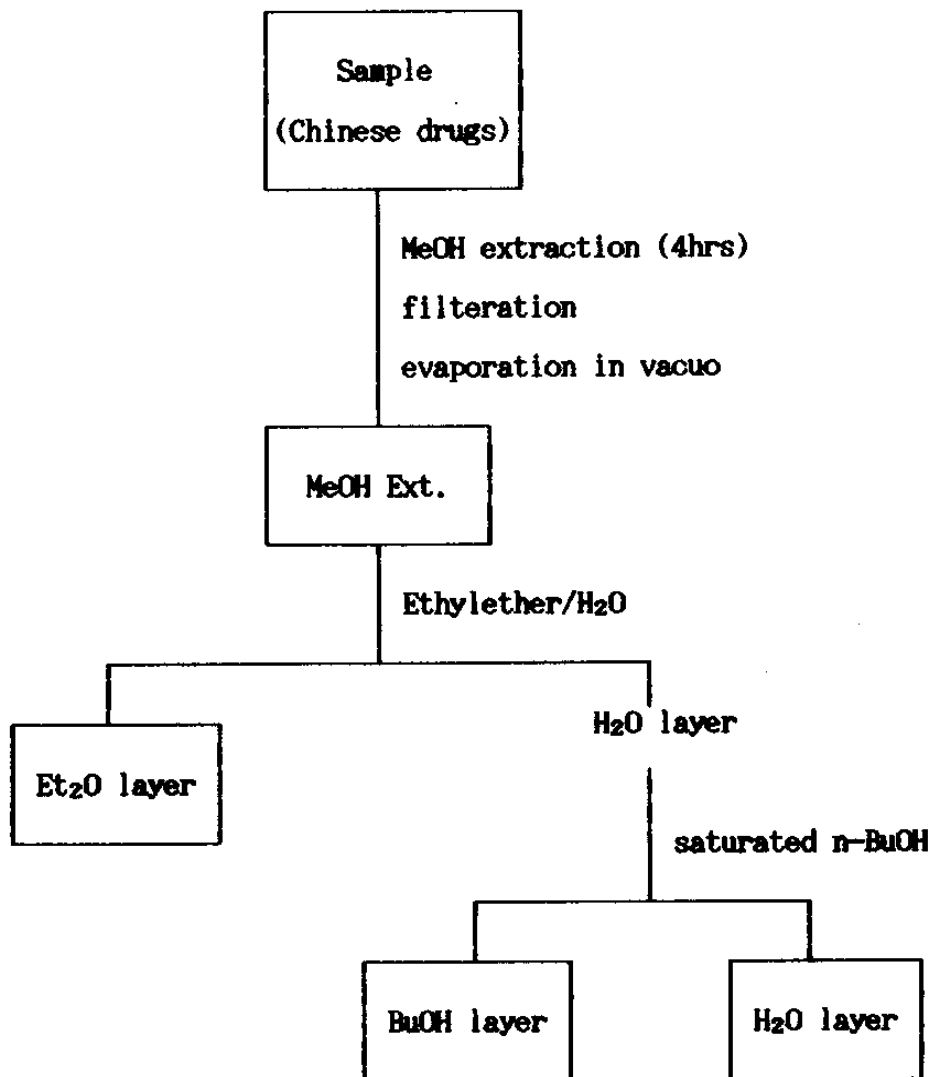 Sample
(Chinese drugs)
MeOH extraction (4hrs)
filteration
evaporation in vacuo
MeOH Ext.
Ethylether/H₂O
Et₂O layer
H₂O layer
saturated n-BuOH
BuOH layer
H₂O layer